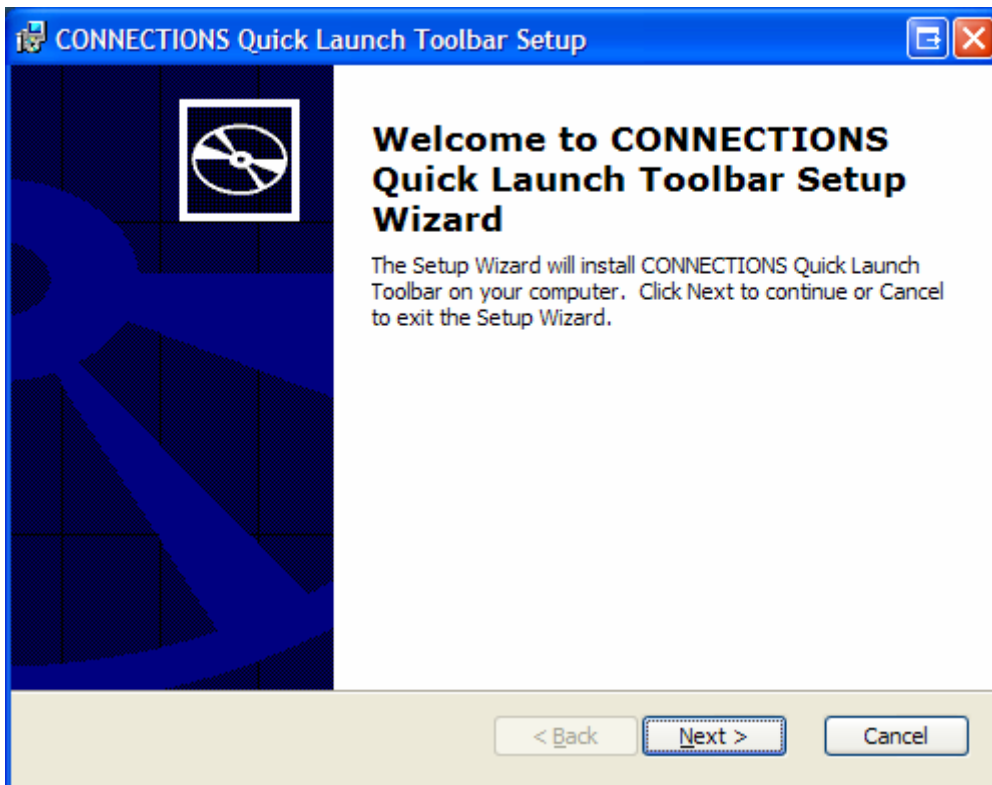 CONNECTIONS Quick Launch Toolbar Setup
Welcome to CONNECTIONS
Quick Launch Toolbar Setup
Wizard
The Setup Wizard will install CONNECTIONS Quick Launch
Toolbar on your computer.  Click Next to continue or Cancel
to exit the Setup Wizard.
< Back
Next >
Cancel